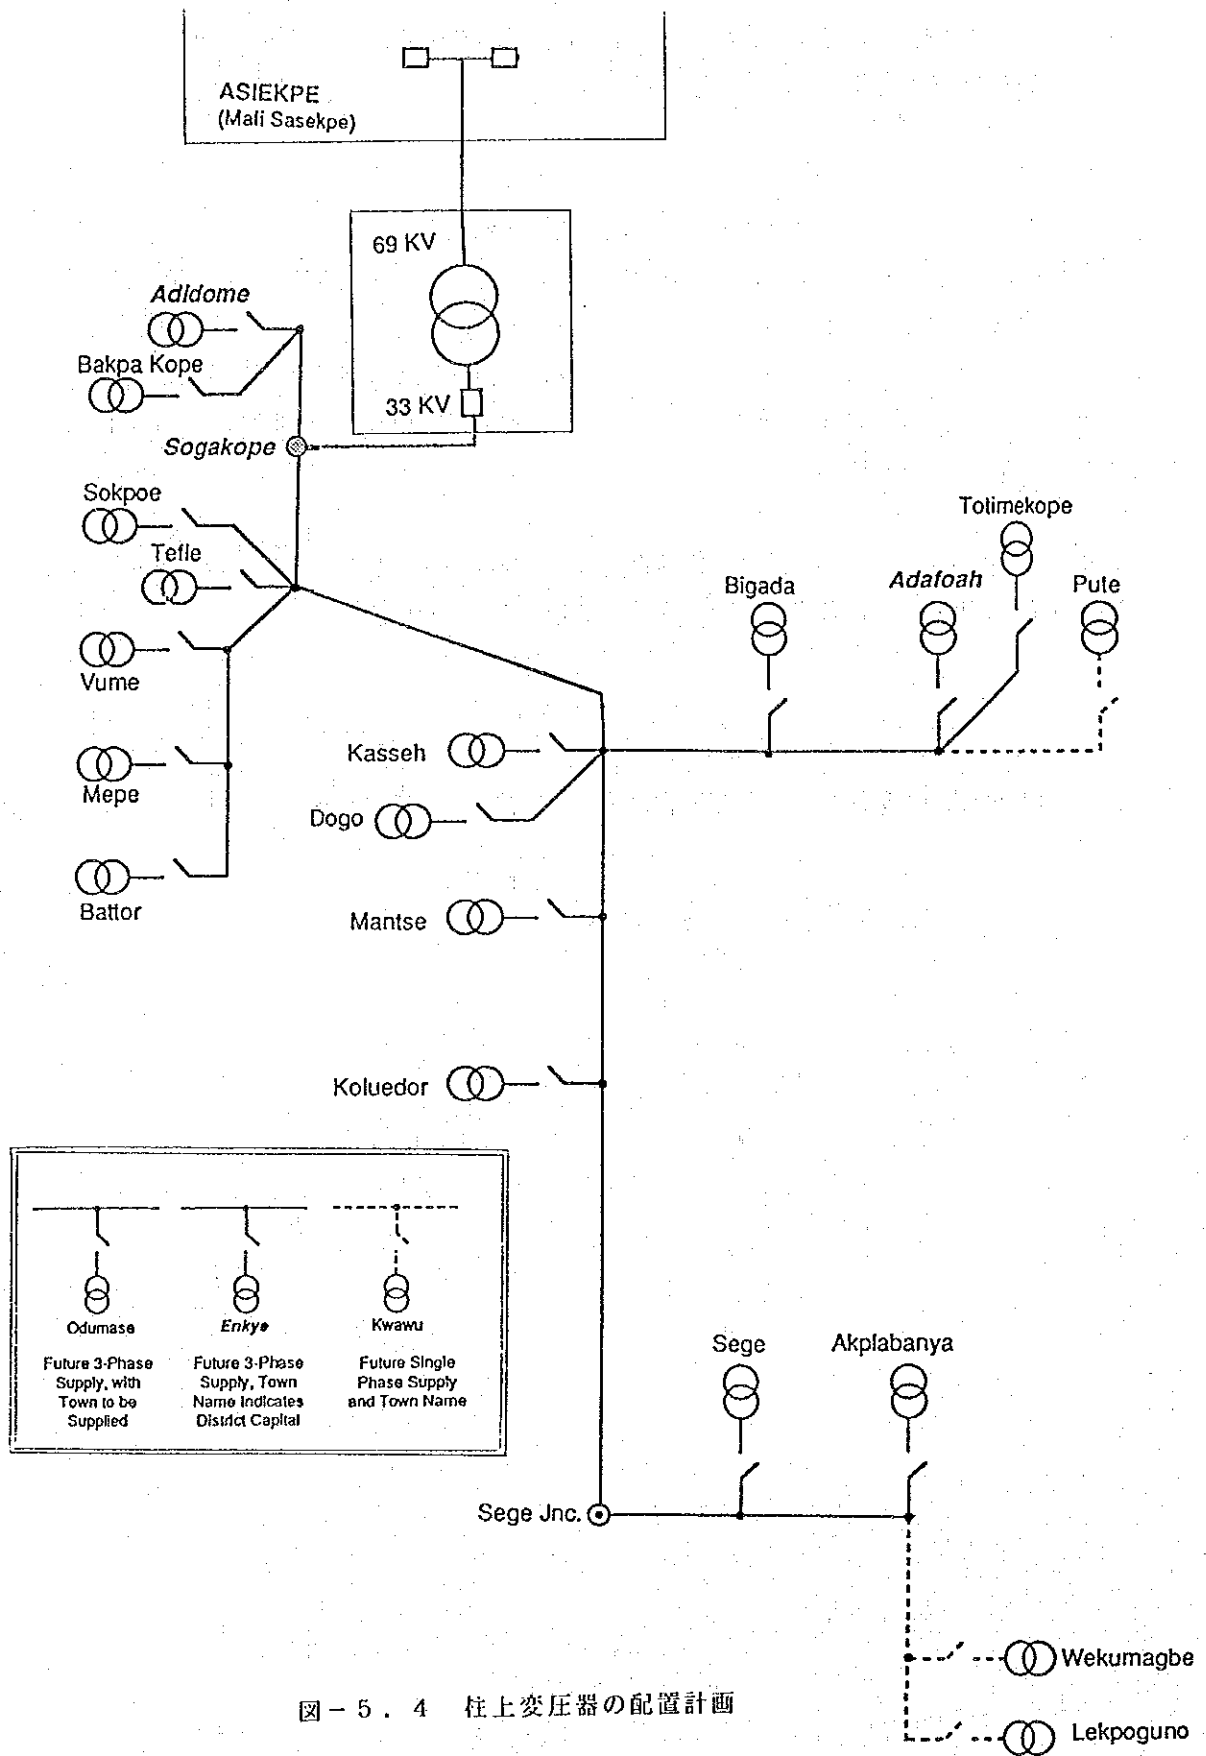 ASIEKPE
(Mali Sasekpe)
69 KV
33 KV
Adidome
Bakpa Kope
Sogakope
Sokpoe
Tefle
Vume
Mepe
Battor
Totimekope
Bigada
Adafoah
Pute
Kasseh
Dogo
Mantse
Koluedor
Odumase
Future 3-Phase
Supply, with
Town to be
Supplied
Enkye
Future 3-Phase
Supply, Town
Name Indicates
District Capital
Kwawu
Future Single
Phase Supply
and Town Name
Sege
Akplabanya
Sege Jnc.
Wekumagbe
Lekpoguno
図－5．4 柱上変圧器の配置計画